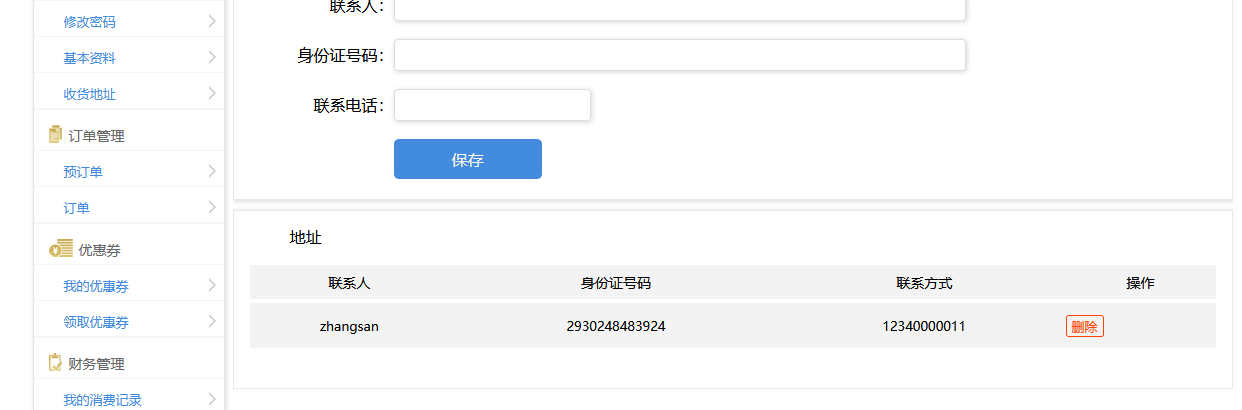 修改密码
基本资料
收货地址
订单管理
预订单
订单
优惠券
我的优惠券
领取优惠券
财务管理
我的消费记录
联系人：
身份证号码：
联系电话：
保存
地址
联系人 身份证号码 联系方式 操作
zhangsan 2930248483924 12340000011 删除